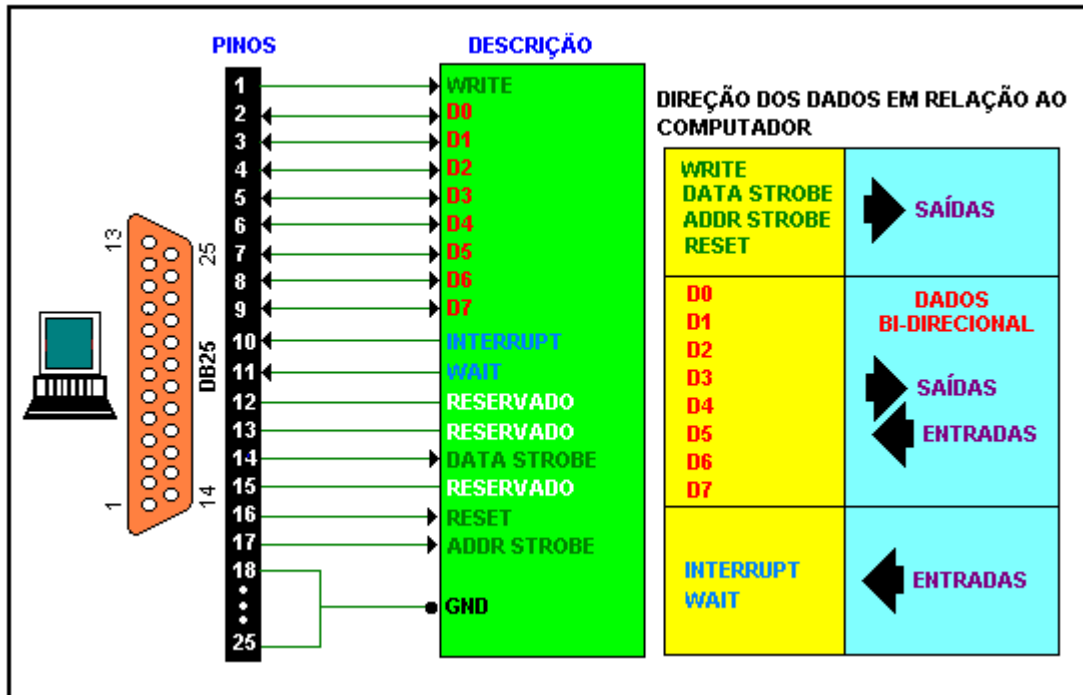 PINOS
DESCRIÇÃO
1
WRITE
2
D0
3
D1
4
D2
5
D3
6
D4
7
D5
8
D6
9
D7
10
INTERRUPT
11
WAIT
12
RESERVADO
13
RESERVADO
14
DATA STROBE
15
RESERVADO
16
RESET
17
ADDR STROBE
18
25
GND
13
25
DB25
1
14
DIREÇÃO DOS DADOS EM RELAÇÃO AO
COMPUTADOR
WRITE
DATA STROBE
ADDR STROBE
RESET
SAÍDAS
D0
D1
D2
D3
D4
D5
D6
D7
DADOS
BI-DIRECIONAL
SAÍDAS
ENTRADAS
INTERRUPT
WAIT
ENTRADAS